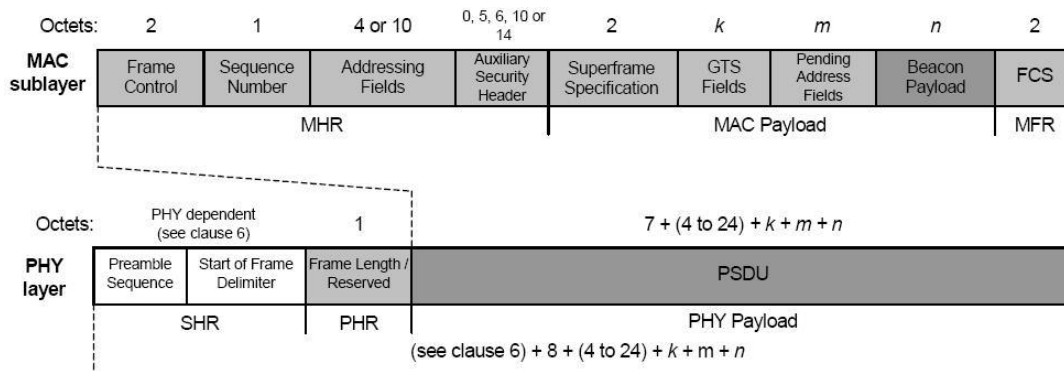 Octets: 2 1 4 or 10 0, 5, 6, 10 or 14 2 k m n 2
MAC sublayer
Frame Control
Sequence Number
Addressing Fields
Auxiliary Security Header
Superframe Specification
GTS Fields
Pending Address Fields
Beacon Payload
FCS
MHR MAC Payload MFR
Octets: PHY dependent (see clause 6) 1 7 + (4 to 24) + k + m + n
PHY layer
Preamble Sequence
Start of Frame Delimiter
Frame Length / Reserved
PSDU
SHR PHR PHY Payload
(see clause 6) + 8 + (4 to 24) + k + m + n